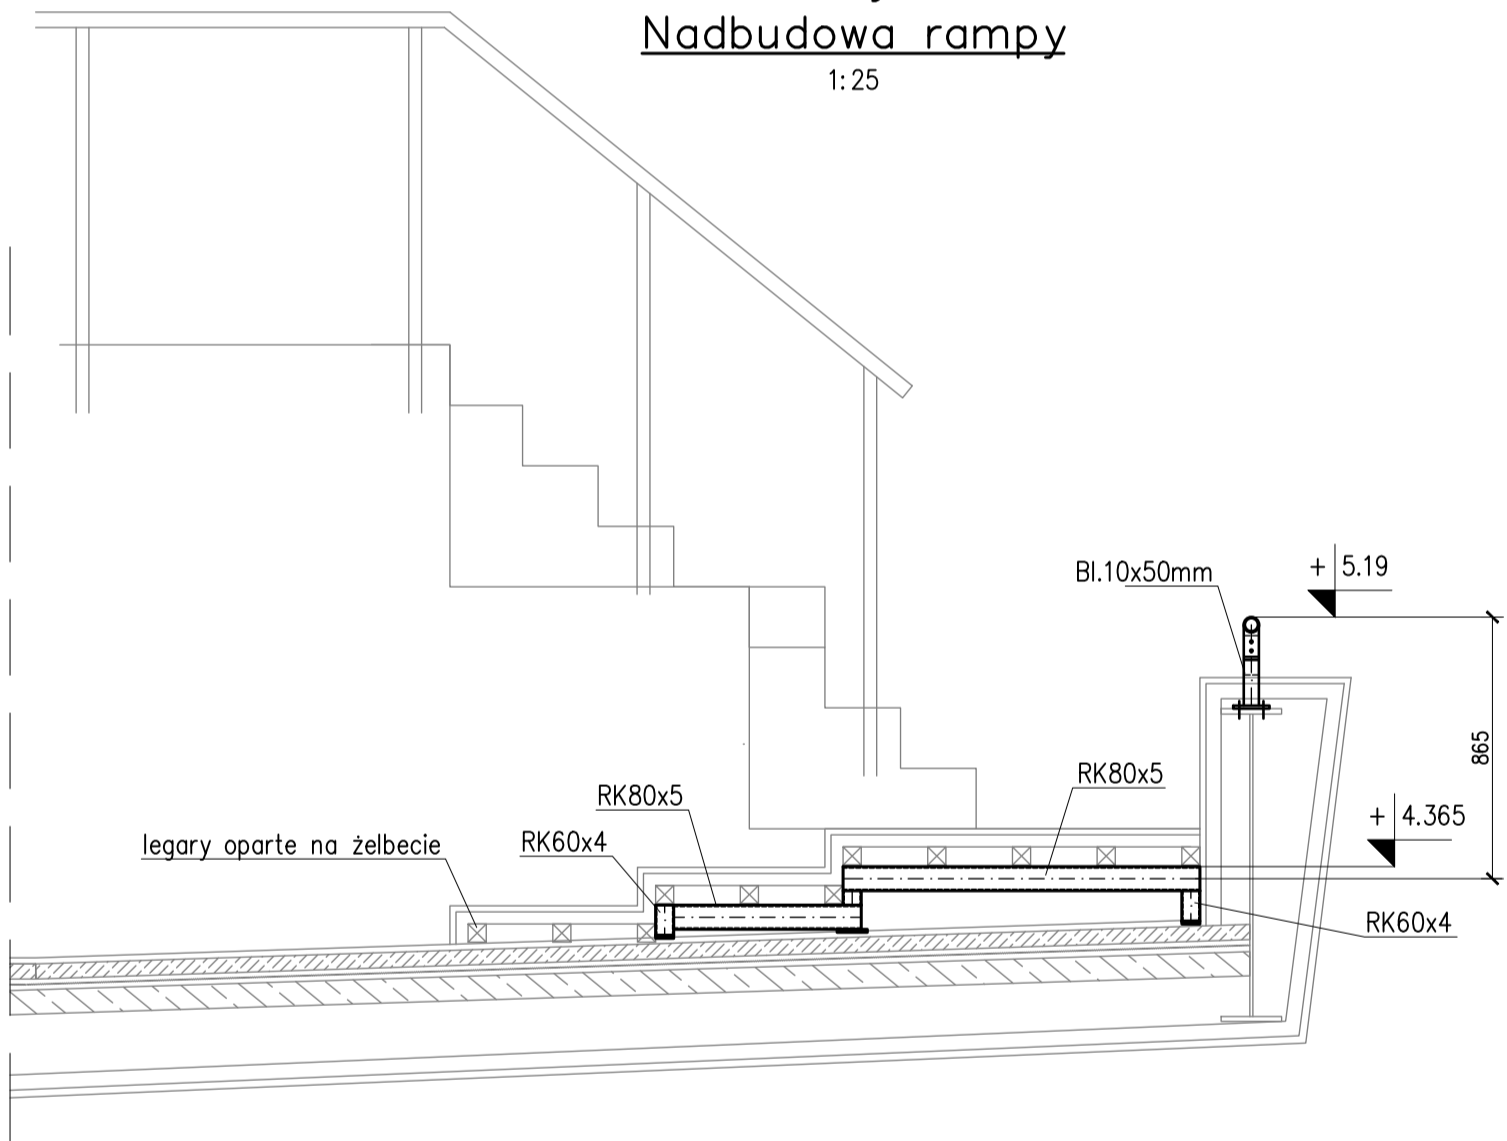 Nadbudowa rampy
1:25
Bl.10x50mm
+ 5.19
865
RK80x5
RK80x5
+ 4.365
RK60x4
legary oparte na żelbecie
RK60x4